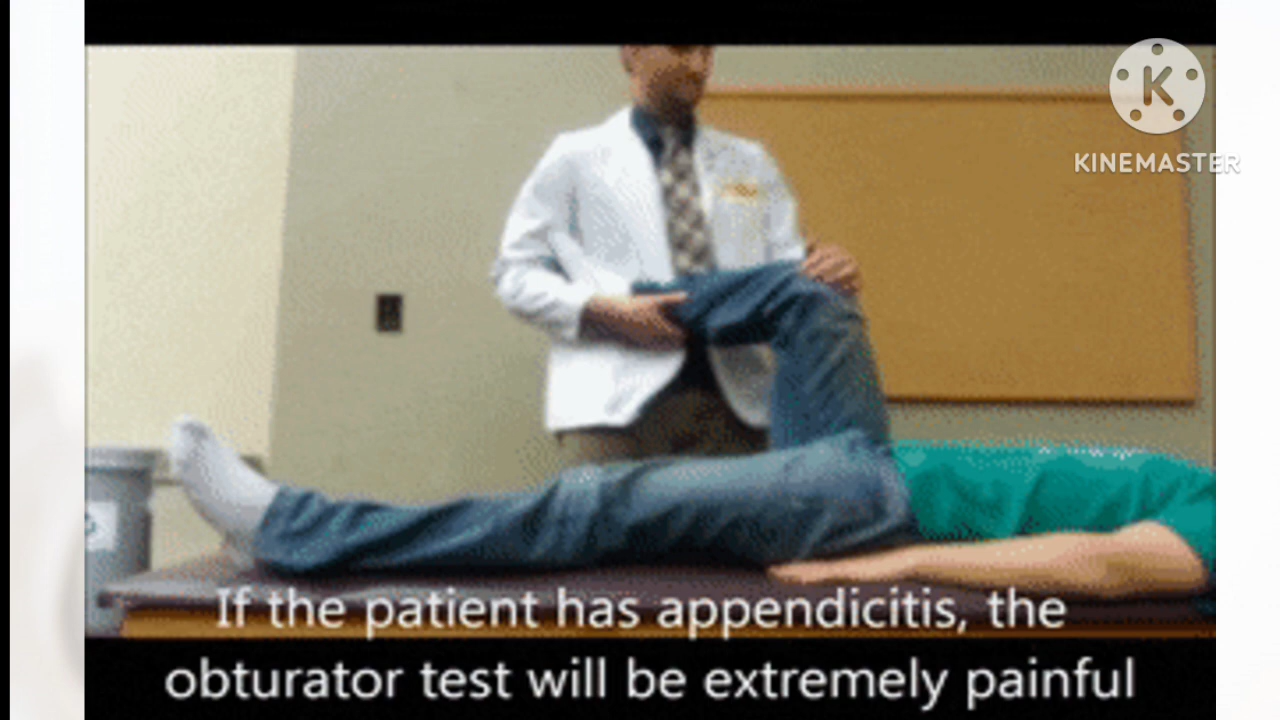 K
KINEMASTER
If the patient has appendicitis, the
obturator test will be extremely painful